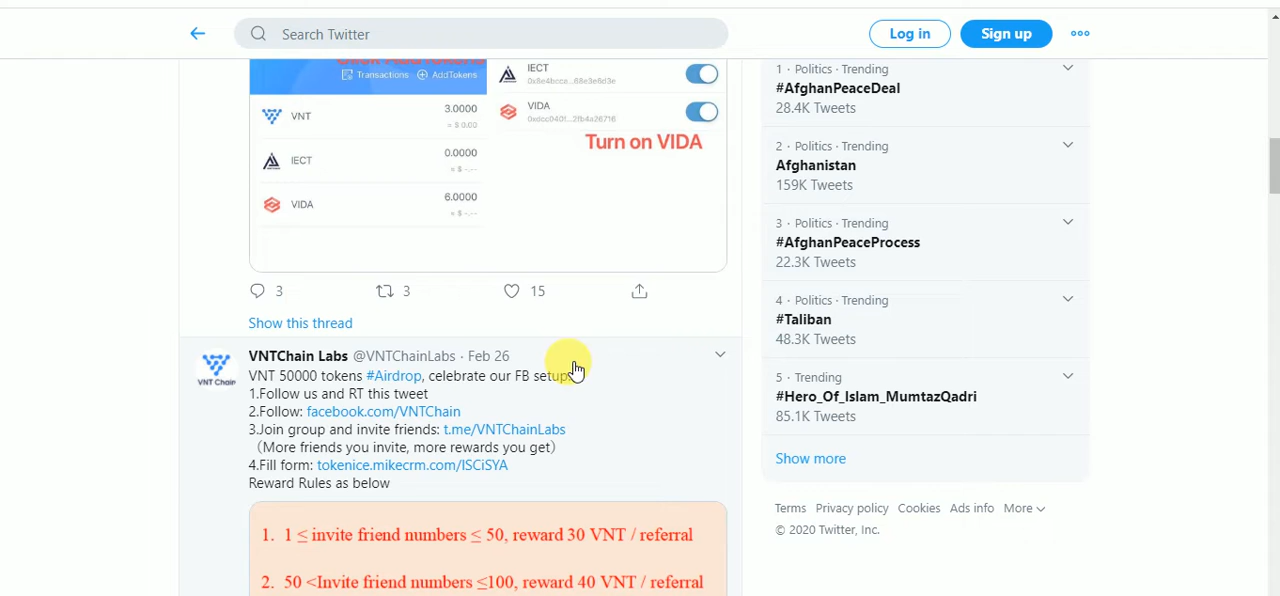 Search Twitter
Log in
Sign up
Transactions
AddTokens
VNT
3.0000
≈ $ 0.00
IECT
0.0000
≈ $ -.--
VIDA
6.0000
≈ $ -.--
IECT
VIDA
Turn on VIDA
3
3
15
Show this thread
VNTChain Labs @VNTChainLabs · Feb 26
VNT 50000 tokens #Airdrop, celebrate our FB setup.
1.Follow us and RT this tweet
2.Follow: facebook.com/VNTChain
3.Join group and invite friends: t.me/VNTChainLabs
（More friends you invite, more rewards you get）
4.Fill form: tokenice.mikecrm.com/ISCiSYA
Reward Rules as below
VNT Chain
1. 1 ≤ invite friend numbers ≤ 50, reward 30 VNT / referral
2. 50 <Invite friend numbers ≤100, reward 40 VNT / referral
1 · Politics · Trending
#AfghanPeaceDeal
28.4K Tweets
2 · Politics · Trending
Afghanistan
159K Tweets
3 · Politics · Trending
#AfghanPeaceProcess
22.3K Tweets
4 · Politics · Trending
#Taliban
48.3K Tweets
5 · Trending
#Hero_Of_Islam_MumtazQadri
85.1K Tweets
Show more
Terms Privacy policy Cookies Ads info More
© 2020 Twitter, Inc.